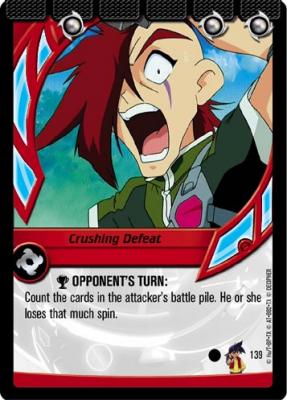 Crushing Defeat
OPPONENT'S TURN:
Count the cards in the attacker's battle pile. He or she
loses that much spin.
139